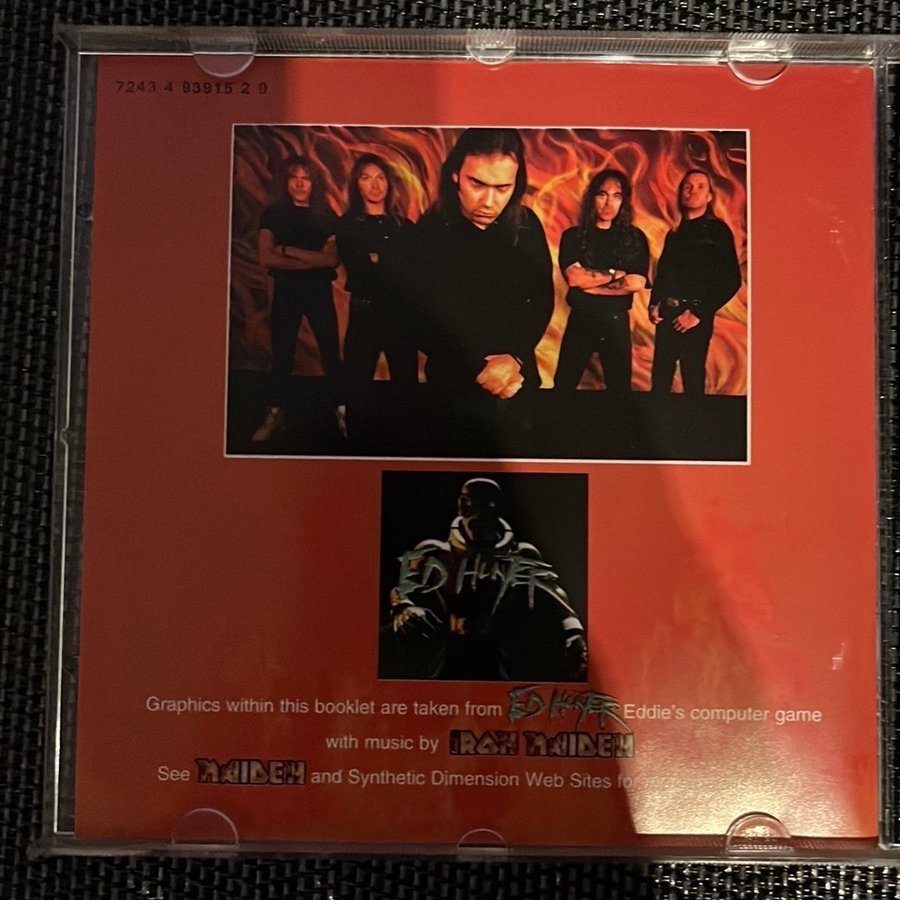 7243 4 93915 2 9
ED HUNTER
Graphics within this booklet are taken from ED HUNTER Eddie's computer game
with music by IRON MAIDEN
See MAIDEN and Synthetic Dimension Web Sites